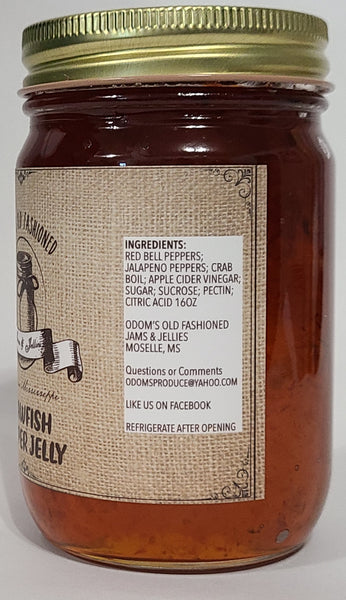 FASHIONED
Mississippi
JELLY
INGREDIENTS:
RED BELL PEPPERS;
JALAPENO PEPPERS; CRAB
BOIL; APPLE CIDER VINEGAR;
SUGAR; SUCROSE; PECTIN;
CITRIC ACID 16OZ
ODOM'S OLD FASHIONED
JAMS & JELLIES
MOSELLE, MS
Questions or Comments
ODOMSPRODUCE@YAHOO.COM
LIKE US ON FACEBOOK
REFRIGERATE AFTER OPENING